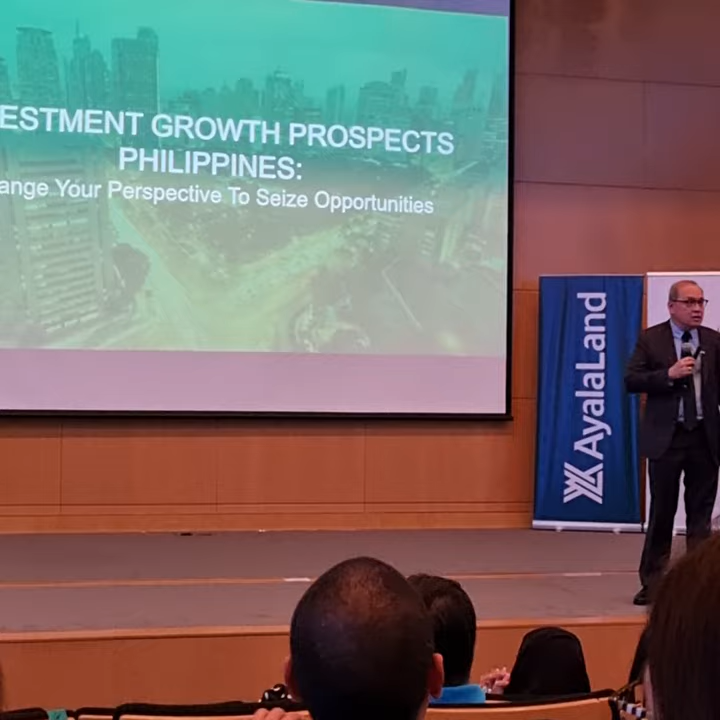 ESTMENT GROWTH PROSPECTS
PHILIPPINES:
ange Your Perspective To Seize Opportunities
AyalaLand